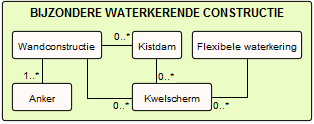 BIJZONDERE WATERKERENDE CONSTRUCTIE
Wandconstructie
0..*
Kistdam
Flexibele waterkering
1..*
0..*
Anker
0..*
Kwelscherm
0..*